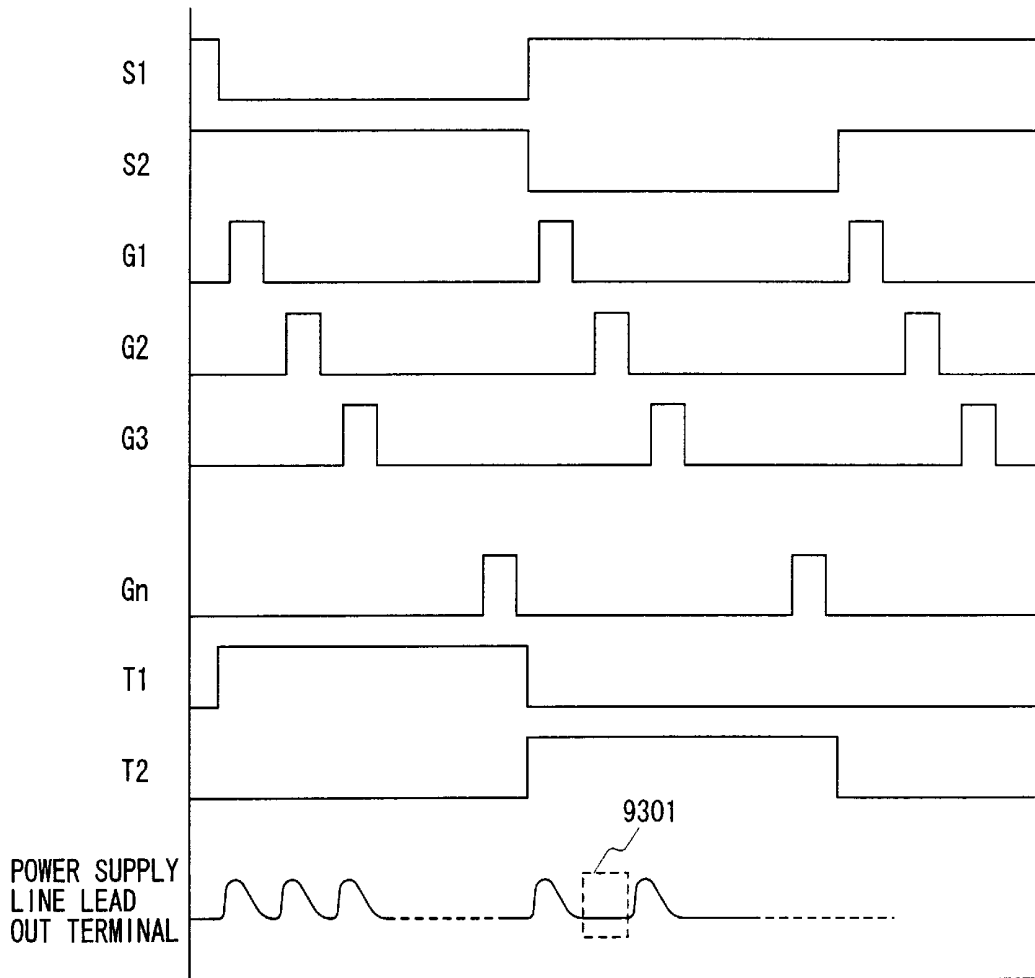 S1
S2
G1
G2
G3
Gn
T1
T2
9301
POWER SUPPLY
LINE LEAD
OUT TERMINAL